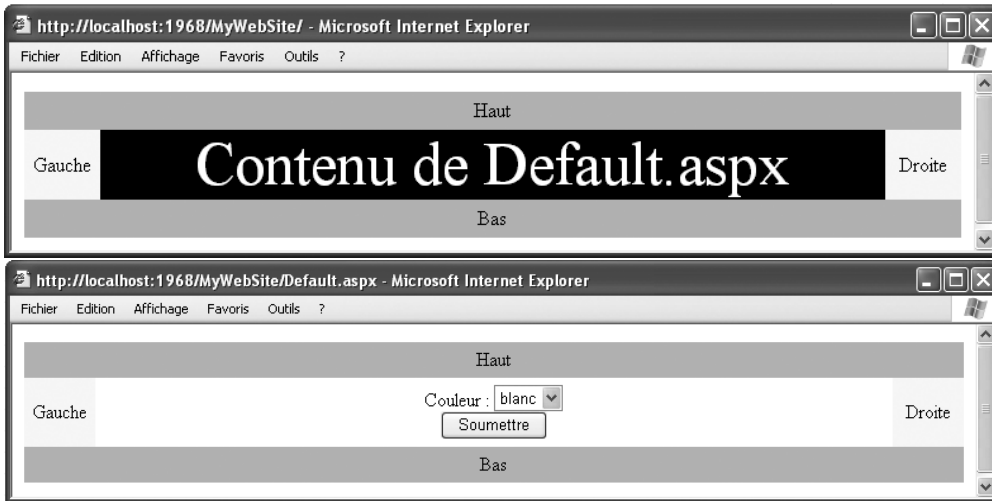 http://localhost:1968/MyWebSite/ - Microsoft Internet Explorer
Fichier Edition Affichage Favoris Outils ?
Haut
Gauche Contenu de Default.aspx Droite
Bas
http://localhost:1968/MyWebSite/Default.aspx - Microsoft Internet Explorer
Fichier Edition Affichage Favoris Outils ?
Haut
Couleur : blanc
Gauche Droite
Soumettre
Bas